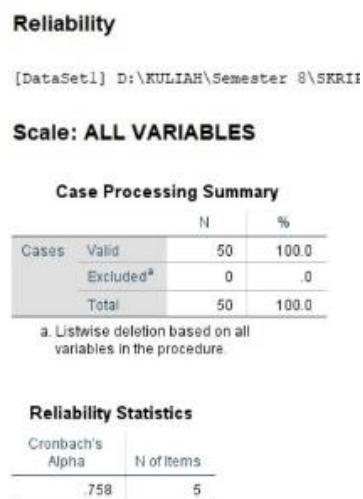 Reliability
[DataSet1] D:\KULIAH\Semester 8\SKRIP
Scale: ALL VARIABLES
Case Processing Summary
N %
Cases Valid 50 100.0
Excludedª 0 .0
Total 50 100.0
a. Listwise deletion based on all
variables in the procedure.
Reliability Statistics
Cronbach's
Alpha N of Items
.758 5